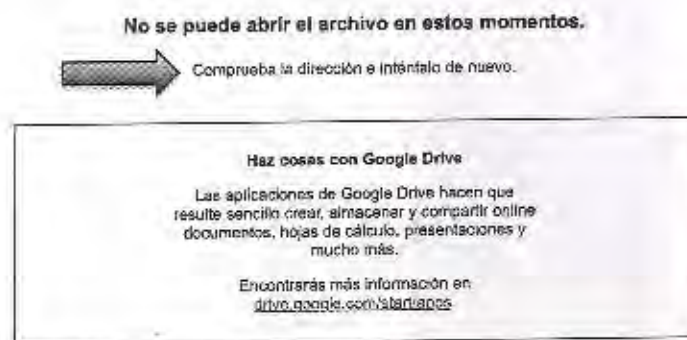 No se puede abrir el archivo en estos momentos.
Comprueba la dirección e inténtalo de nuevo.
Haz cosas con Google Drive
Las aplicaciones de Google Drive hacen que
resulte sencillo crear, almacenar y compartir online
documentos, hojas de cálculo, presentaciones y
mucho más.
Encontrarás más información en
drive.google.com/start/apps